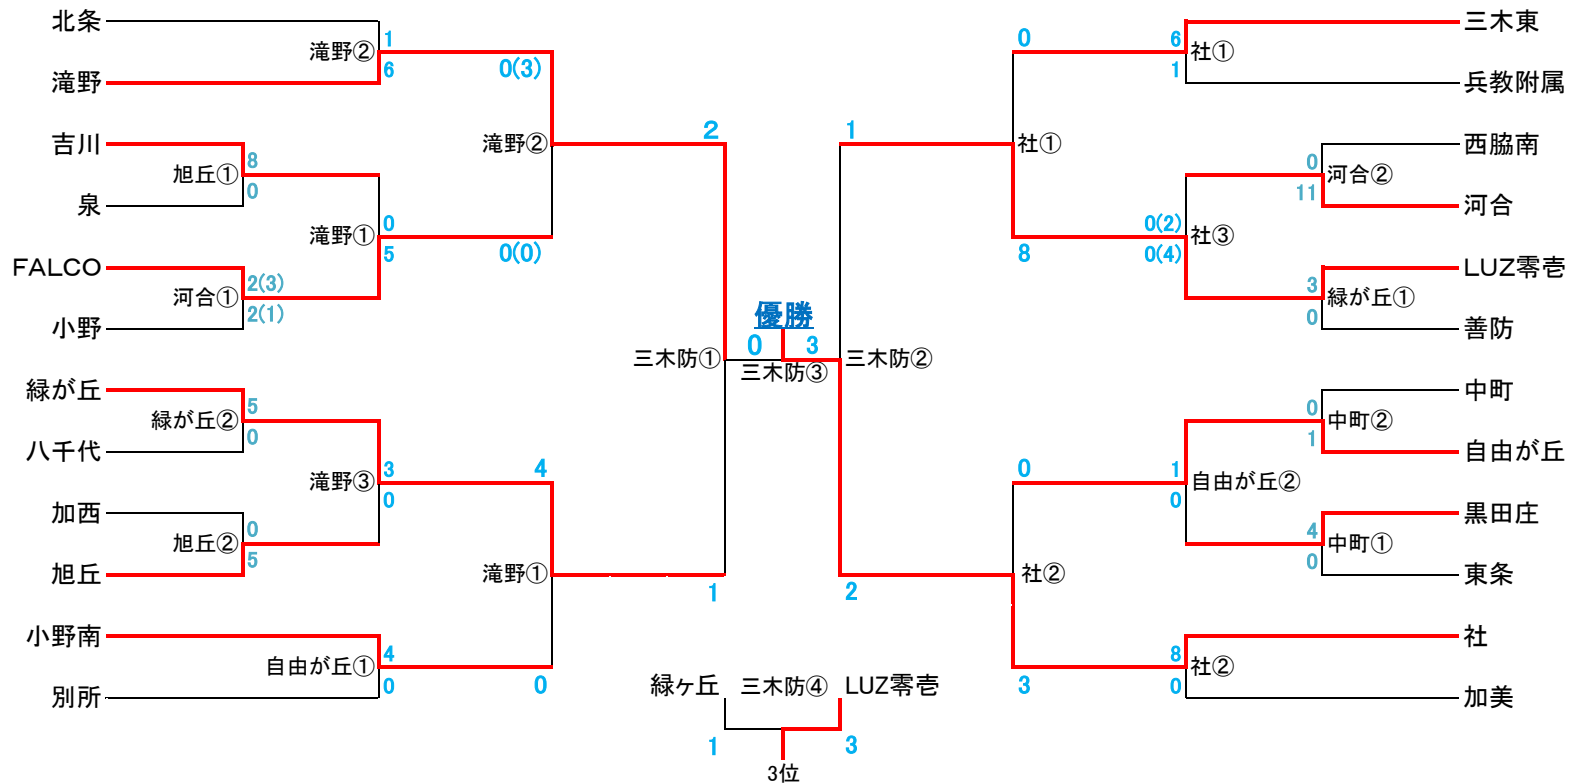 北条
滝野② 1
6
滝野
0(3)
吉川
旭丘① 8
0
泉
滝野② 2
滝野① 0
5
0(0)
FALCO
河合① 2(3)
2(1)
小野
緑が丘
緑が丘② 5
0
八千代
滝野③ 3
0
4
加西
旭丘② 0
5
旭丘
滝野①
1
小野南
自由が丘① 4
0
0
別所
優勝
0 3
三木防① 三木防③ 三木防②
三木東
0 6 社①
1
兵教附属
1 社①
西脇南
0 河合②
11
河合
8 0(2) 社③
0(4)
LUZ零壱
3 緑が丘①
0
善防
中町
0 中町②
1
自由が丘
0 1 自由が丘②
0
黒田庄
4 中町①
0
東条
社②
2
社
8 社②
0
3
加美
緑ヶ丘 三木防④ LUZ零壱
1 3
3位